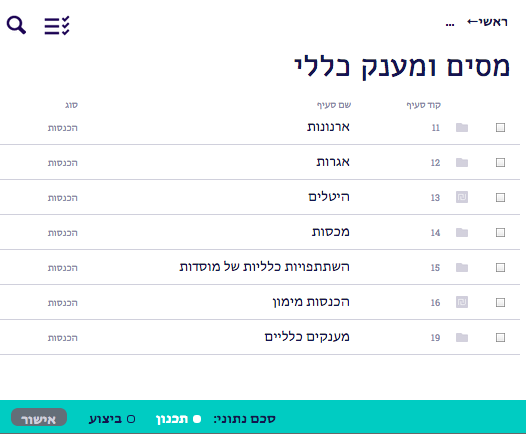 ראשי← ...
מסים ומענק כללי
קוד סעיף שם סעיף סוג
11 ארנונות הכנסות
12 אגרות הכנסות
13 היטלים הכנסות
14 מכסות הכנסות
15 השתתפויות כלליות של מוסדות הכנסות
16 הכנסות מימון הכנסות
19 מענקים כלליים הכנסות
סכם נתוני: תכנון ביצוע אישור